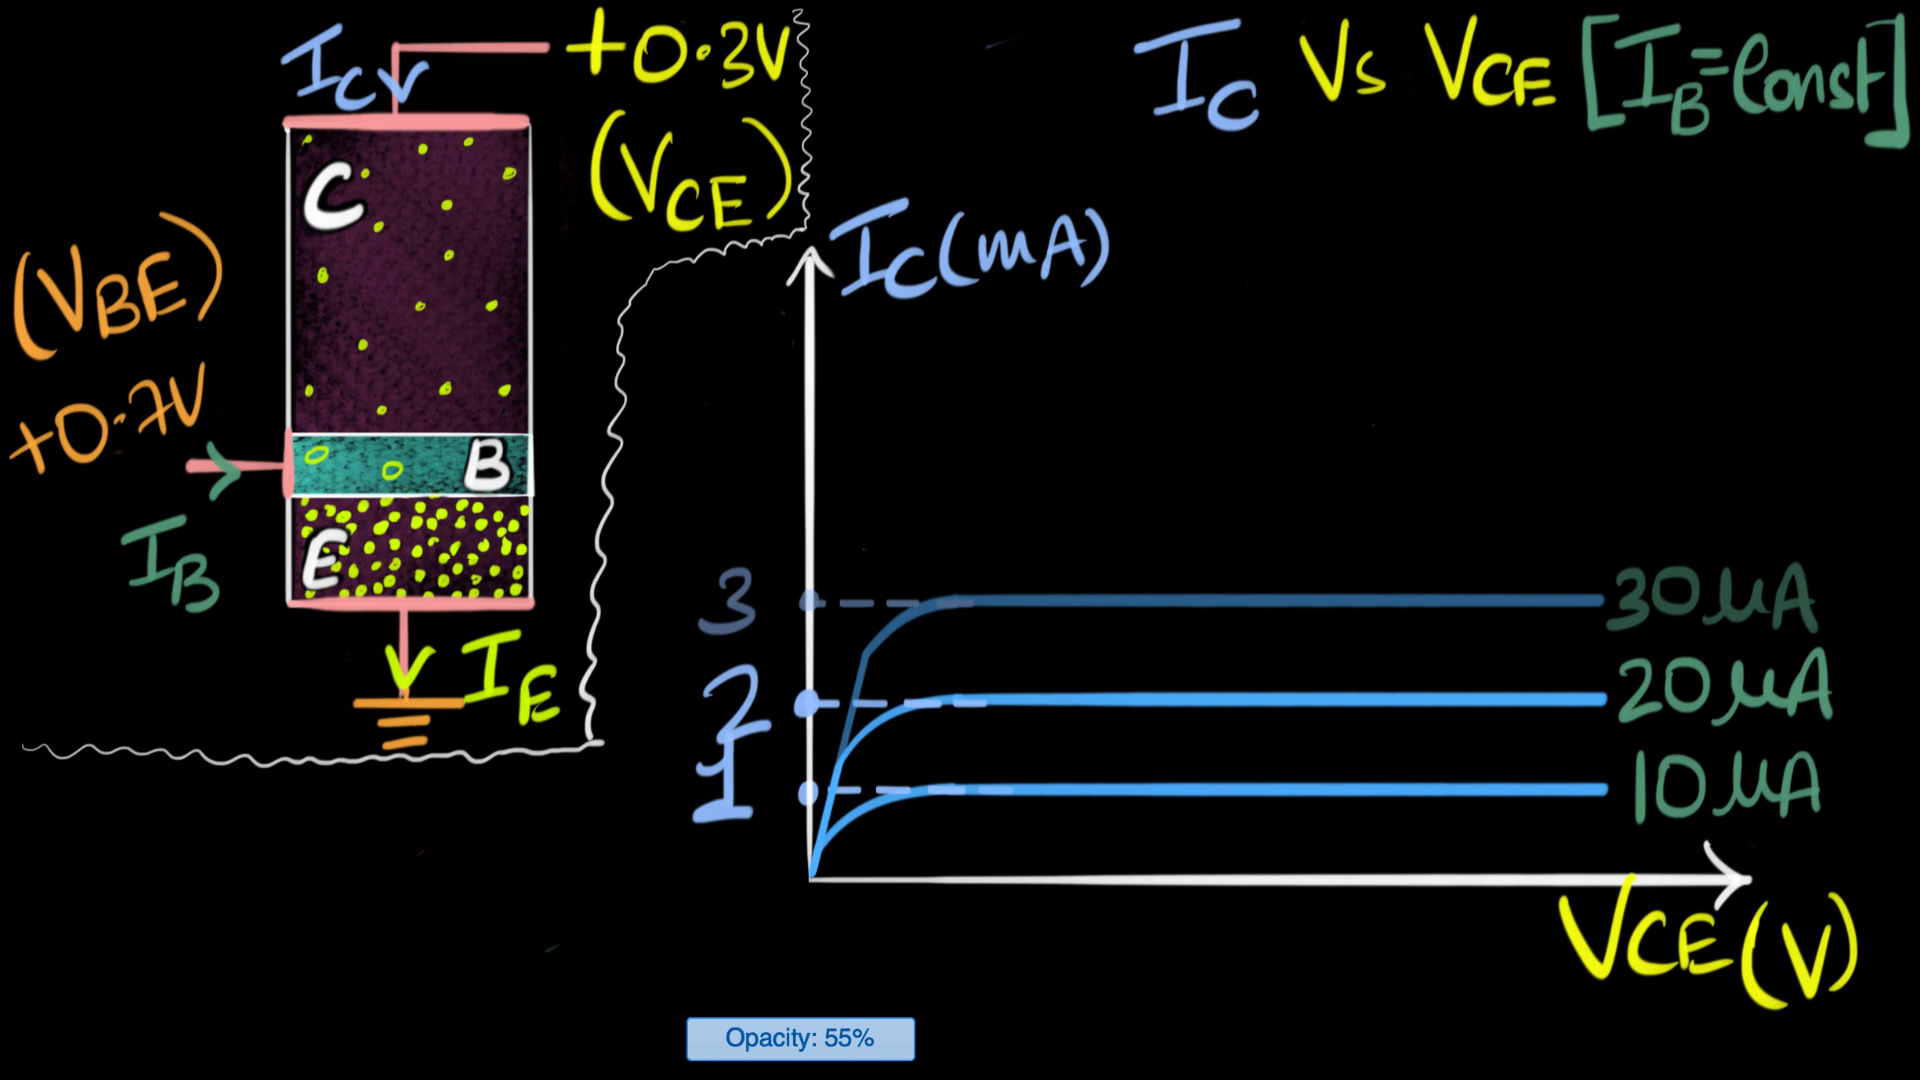 IC
+0.3V
(VCE)
IC Vs VCE [IB=Const]
C
(VBE)
+0.7V
B
IB
E
IE
IC(mA)
3
30μA
2
20μA
1
10μA
VCE(V)
Opacity: 55%